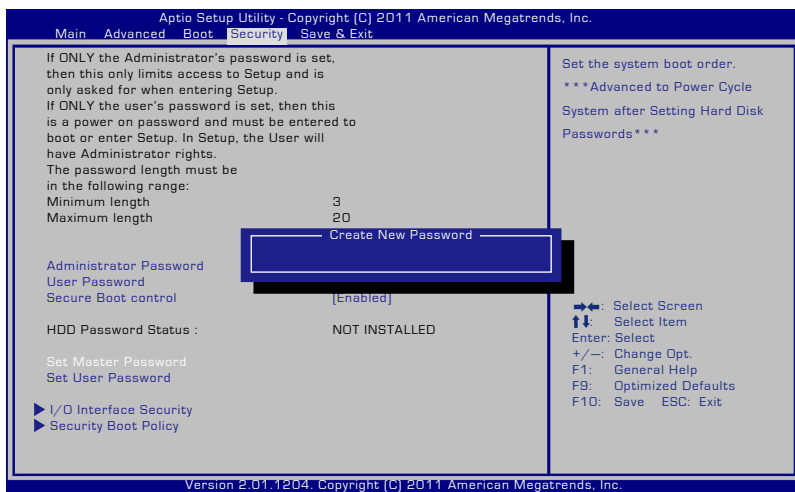 Aptio Setup Utility - Copyright (C) 2011 American Megatrends, Inc.
Main Advanced Boot Security Save & Exit
If ONLY the Administrator's password is set,
then this only limits access to Setup and is
only asked for when entering Setup.
If ONLY the user's password is set, then this
is a power on password and must be entered to
boot or enter Setup. In Setup, the User will
have Administrator rights.
The password length must be
in the following range:
Minimum length 3
Maximum length 20
Create New Password
Administrator Password
User Password
Secure Boot control [Enabled]
HDD Password Status : NOT INSTALLED
Set Master Password
Set User Password
I/O Interface Security
Security Boot Policy
Set the system boot order.
***Advanced to Power Cycle
System after Setting Hard Disk
Passwords***
→←: Select Screen
↑↓: Select Item
Enter: Select
+/—: Change Opt.
F1: General Help
F9: Optimized Defaults
F10: Save ESC: Exit
Version 2.01.1204. Copyright (C) 2011 American Megatrends, Inc.